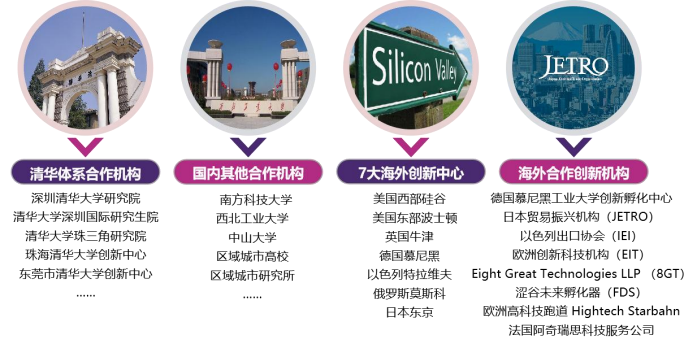 Silicon Valley
JETRO
清华体系合作机构
深圳清华大学研究院
清华大学深圳国际研究生院
清华大学珠三角研究院
珠海清华大学创新中心
东莞市清华大学创新中心
......
国内其他合作机构
南方科技大学
西北工业大学
中山大学
区域城市高校
区域城市研究所
......
7大海外创新中心
美国西部硅谷
美国东部波士顿
英国牛津
德国慕尼黑
以色列特拉维夫
俄罗斯莫斯科
日本东京
海外合作创新机构
德国慕尼黑工业大学创新孵化中心
日本贸易振兴机构（JETRO）
以色列出口协会（IEI）
欧洲创新科技机构（EIT）
Eight Great Technologies LLP （8GT）
涩谷未来孵化器（FDS）
欧洲高科技跑道 Hightech Starbahn
法国阿奇瑞思科技服务公司